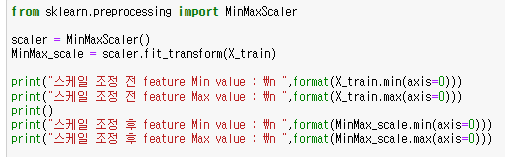 from sklearn.preprocessing import MinMaxScaler
scaler = MinMaxScaler()
MinMax_scale = scaler.fit_transform(X_train)
print("스케일 조정 전 feature Min value : ₩n ",format(X_train.min(axis=0)))
print("스케일 조정 전 feature Max value : ₩n ",format(X_train.max(axis=0)))
print()
print("스케일 조정 후 feature Min value : ₩n ",format(MinMax_scale.min(axis=0)))
print("스케일 조정 후 feature Max value : ₩n ",format(MinMax_scale.max(axis=0)))